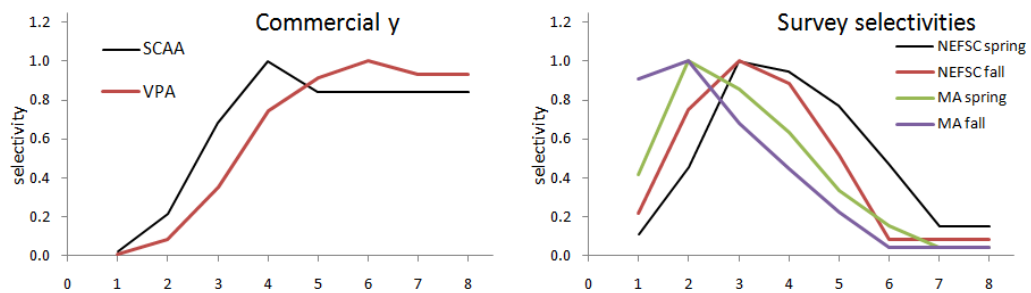 Commercial y
1.2
1.0
0.8
0.6
0.4
0.2
0.0
selectivity
SCAA
VPA
0 1 2 3 4 5 6 7 8
Survey selectivities
1.2
1.0
0.8
0.6
0.4
0.2
0.0
selectivity
NEFSC spring
NEFSC fall
MA spring
MA fall
0 1 2 3 4 5 6 7 8